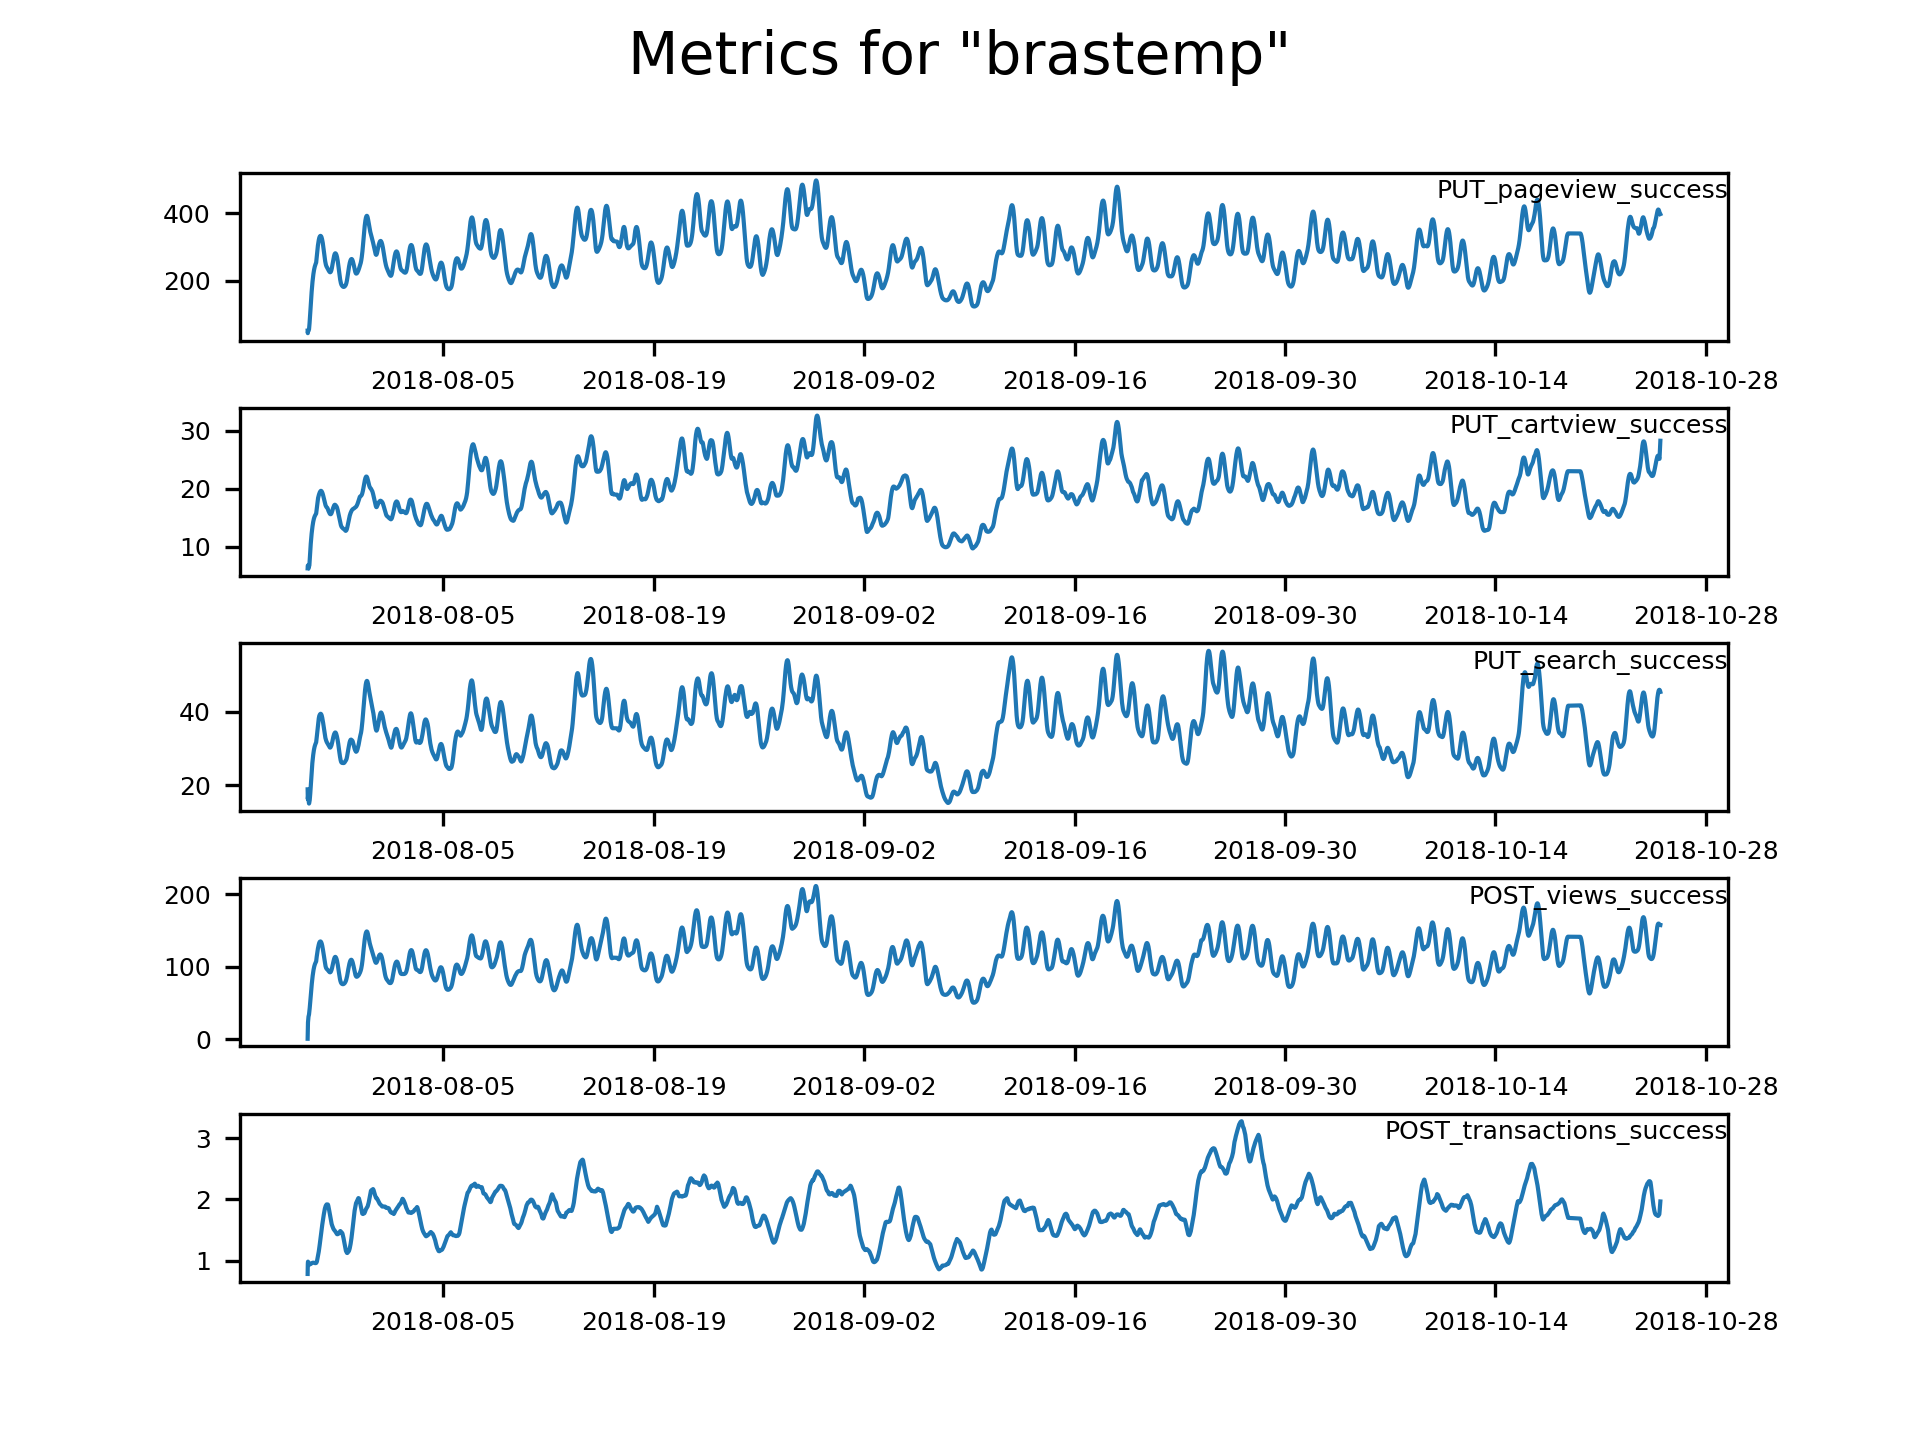 Metrics for "brastemp"
PUT_pageview_success
400
200
2018-08-05 2018-08-19 2018-09-02 2018-09-16 2018-09-30 2018-10-14 2018-10-28
PUT_cartview_success
30
20
10
2018-08-05 2018-08-19 2018-09-02 2018-09-16 2018-09-30 2018-10-14 2018-10-28
PUT_search_success
40
20
2018-08-05 2018-08-19 2018-09-02 2018-09-16 2018-09-30 2018-10-14 2018-10-28
POST_views_success
200
100
0
2018-08-05 2018-08-19 2018-09-02 2018-09-16 2018-09-30 2018-10-14 2018-10-28
POST_transactions_success
3
2
1
2018-08-05 2018-08-19 2018-09-02 2018-09-16 2018-09-30 2018-10-14 2018-10-28